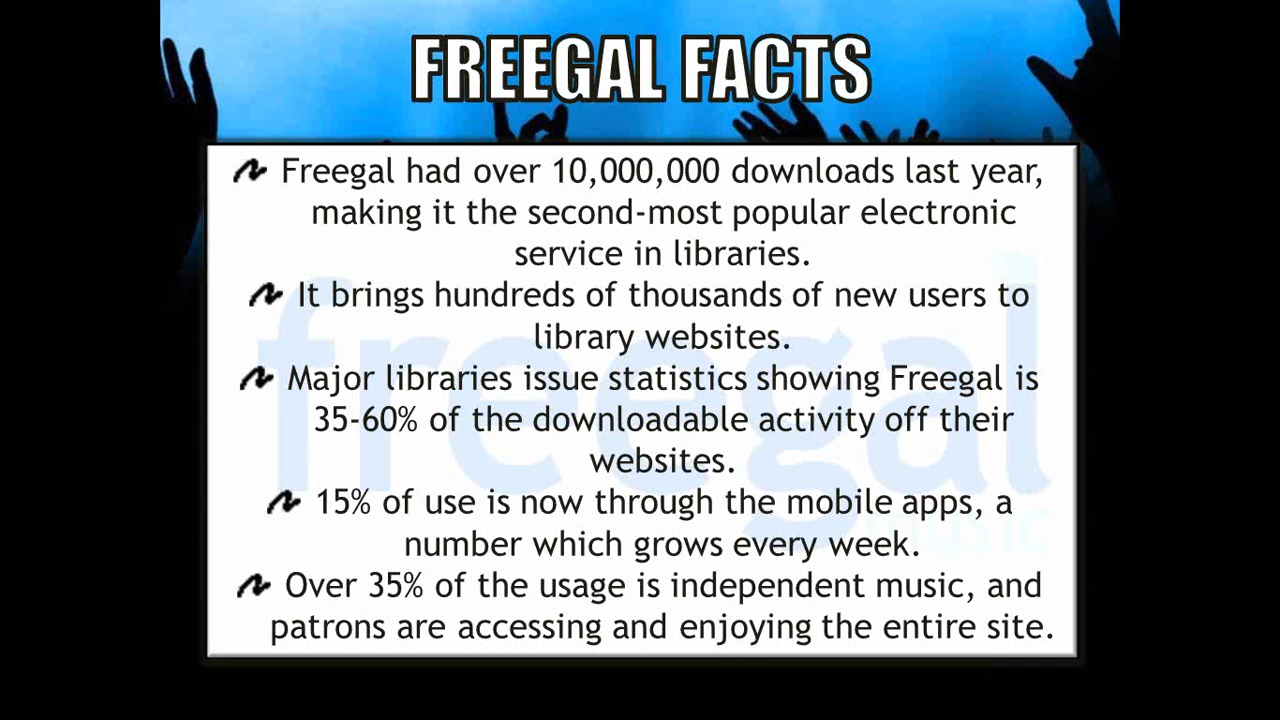 FREEGAL FACTS
Freegal had over 10,000,000 downloads last year,
making it the second-most popular electronic
service in libraries.
It brings hundreds of thousands of new users to
library websites.
Major libraries issue statistics showing Freegal is
35-60% of the downloadable activity off their
websites.
15% of use is now through the mobile apps, a
number which grows every week.
Over 35% of the usage is independent music, and
patrons are accessing and enjoying the entire site.
freegal
music